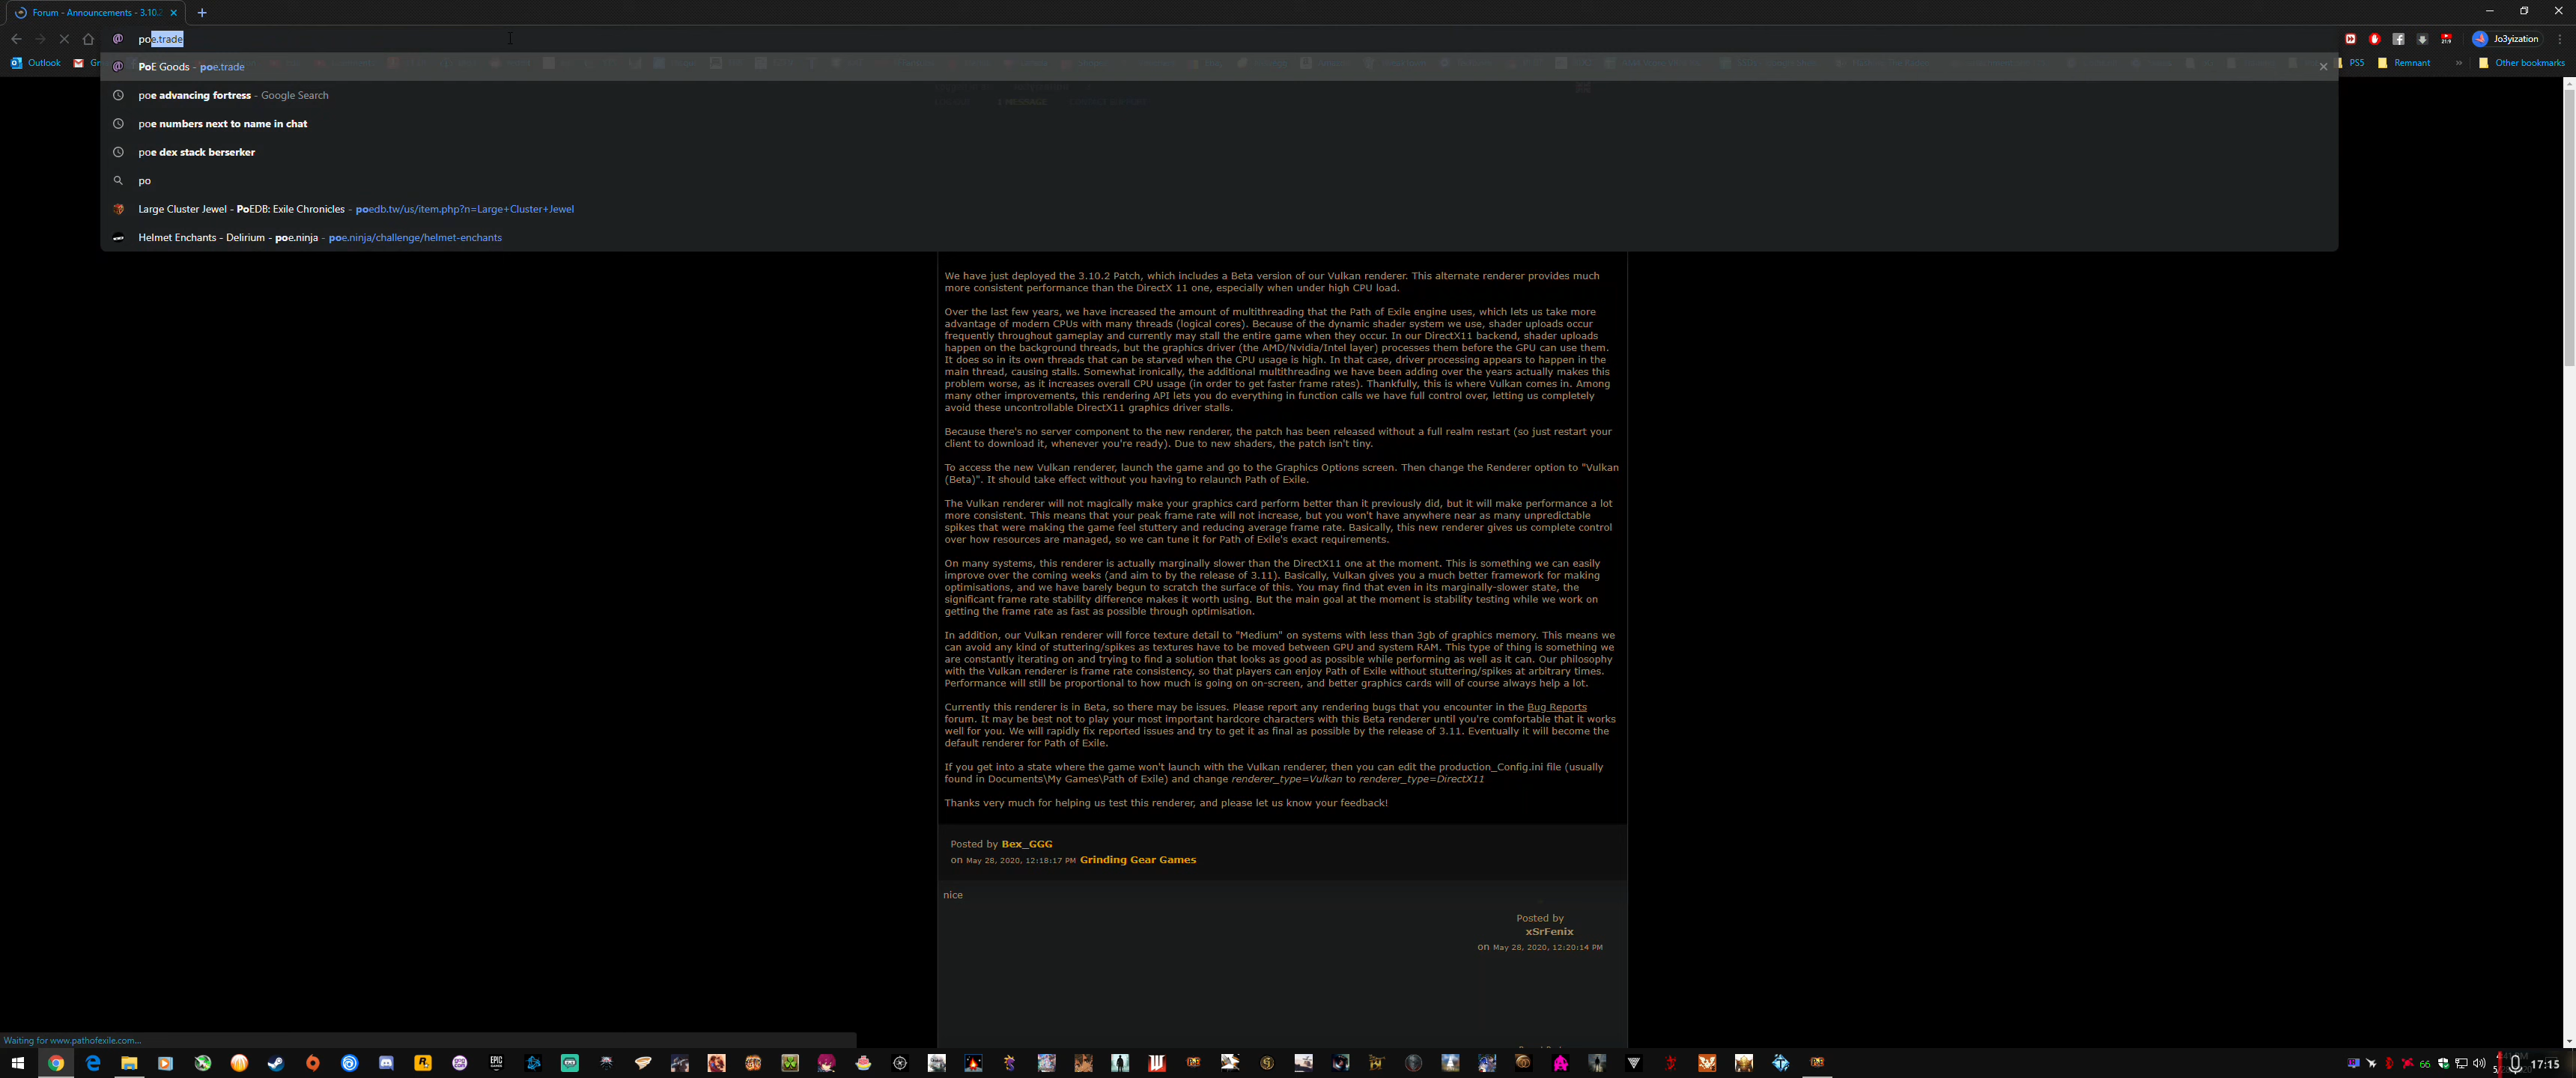 Forum - Announcements - 3.10.2
poe.trade
Jo3yization
Outlook
PS5
Remnant
Other bookmarks
PoE Goods - poe.trade
poe advancing fortress - Google Search
poe numbers next to name in chat
poe dex stack berserker
po
Large Cluster Jewel - PoEDB: Exile Chronicles - poedb.tw/us/item.php?n=Large+Cluster+Jewel
Helmet Enchants - Delirium - poe.ninja - poe.ninja/challenge/helmet-enchants
We have just deployed the 3.10.2 Patch, which includes a Beta version of our Vulkan renderer. This alternate renderer provides much
more consistent performance than the DirectX 11 one, especially when under high CPU load.
Over the last few years, we have increased the amount of multithreading that the Path of Exile engine uses, which lets us take more
advantage of modern CPUs with many threads (logical cores). Because of the dynamic shader system we use, shader uploads occur
frequently throughout gameplay and currently may stall the entire game when they occur. In our DirectX11 backend, shader uploads
happen on the background threads, but the graphics driver (the AMD/Nvidia/Intel layer) processes them before the GPU can use them.
It does so in its own threads that can be starved when the CPU usage is high. In that case, driver processing appears to happen in the
main thread, causing stalls. Somewhat ironically, the additional multithreading we have been adding over the years actually makes this
problem worse, as it increases overall CPU usage (in order to get faster frame rates). Thankfully, this is where Vulkan comes in. Among
many other improvements, this rendering API lets you do everything in function calls we have full control over, letting us completely
avoid these uncontrollable DirectX11 graphics driver stalls.
Because there's no server component to the new renderer, the patch has been released without a full realm restart (so just restart your
client to download it, whenever you're ready). Due to new shaders, the patch isn't tiny.
To access the new Vulkan renderer, launch the game and go to the Graphics Options screen. Then change the Renderer option to "Vulkan
(Beta)". It should take effect without you having to relaunch Path of Exile.
The Vulkan renderer will not magically make your graphics card perform better than it previously did, but it will make performance a lot
more consistent. This means that your peak frame rate will not increase, but you won't have anywhere near as many unpredictable
spikes that were making the game feel stuttery and reducing average frame rate. Basically, this new renderer gives us complete control
over how resources are managed, so we can tune it for Path of Exile's exact requirements.
On many systems, this renderer is actually marginally slower than the DirectX11 one at the moment. This is something we can easily
improve over the coming weeks (and aim to by the release of 3.11). Basically, Vulkan gives you a much better framework for making
optimisations, and we have barely begun to scratch the surface of this. You may find that even in its marginally-slower state, the
significant frame rate stability difference makes it worth using. But the main goal at the moment is stability testing while we work on
getting the frame rate as fast as possible through optimisation.
In addition, our Vulkan renderer will force texture detail to "Medium" on systems with less than 3gb of graphics memory. This means we
can avoid any kind of stuttering/spikes as textures have to be moved between GPU and system RAM. This type of thing is something we
are constantly iterating on and trying to find a solution that looks as good as possible while performing as well as it can. Our philosophy
with the Vulkan renderer is frame rate consistency, so that players can enjoy Path of Exile without stuttering/spikes at arbitrary times.
Performance will still be proportional to how much is going on on-screen, and better graphics cards will of course always help a lot.
Currently this renderer is in Beta, so there may be issues. Please report any rendering bugs that you encounter in the Bug Reports
forum. It may be best not to play your most important hardcore characters with this Beta renderer until you're comfortable that it works
well for you. We will rapidly fix reported issues and try to get it as final as possible by the release of 3.11. Eventually it will become the
default renderer for Path of Exile.
If you get into a state where the game won't launch with the Vulkan renderer, then you can edit the production_Config.ini file (usually
found in Documents\My Games\Path of Exile) and change renderer_type=Vulkan to renderer_type=DirectX11
Thanks very much for helping us test this renderer, and please let us know your feedback!
Posted by Bex_GGG
on May 28, 2020, 12:18:17 PM Grinding Gear Games
nice
Posted by
xSrFenix
on May 28, 2020, 12:20:14 PM
Waiting for www.pathofexile.com...
66
17:15